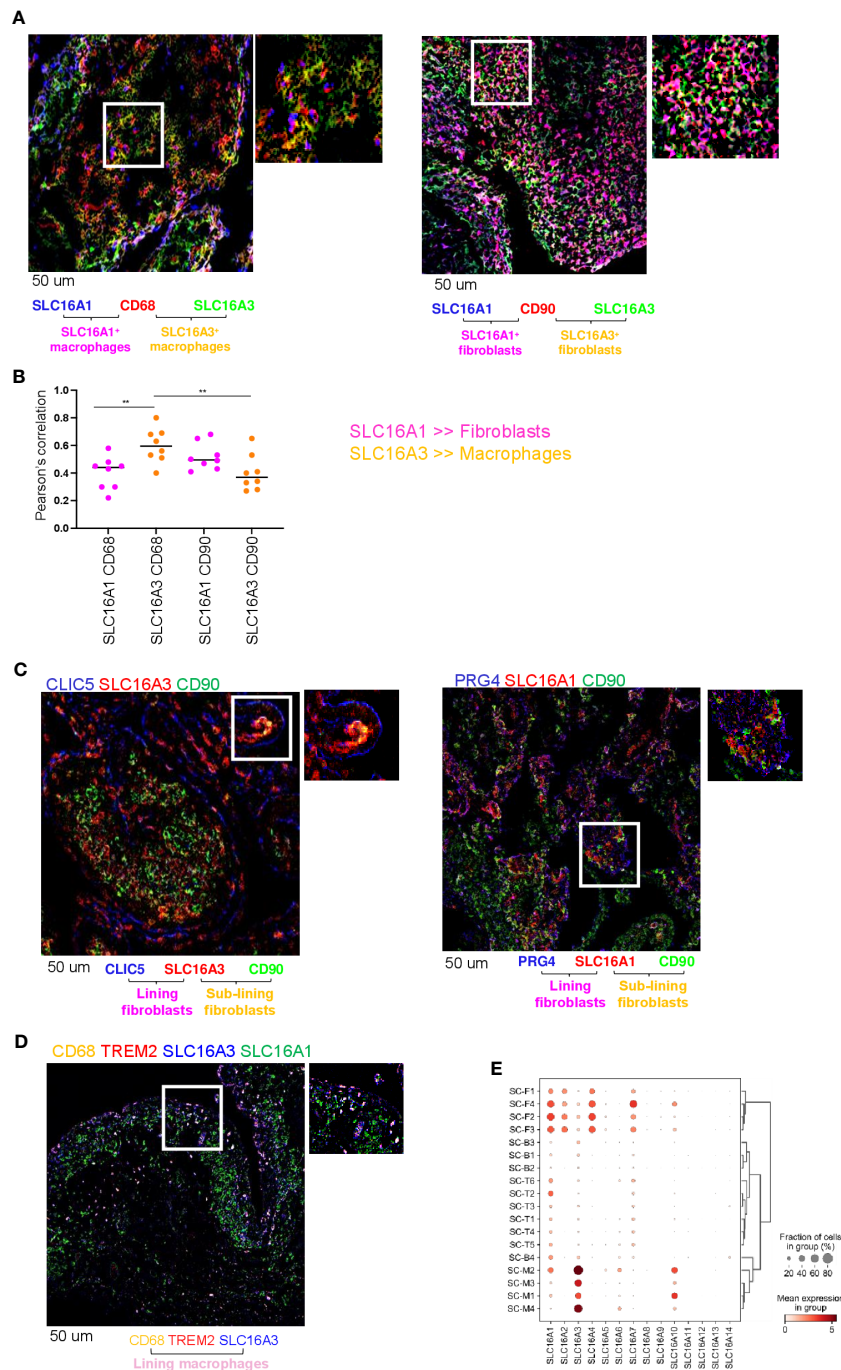 A
50 um
SLC16A1 CD68 SLC16A3
SLC16A1+ macrophages
SLC16A3+ macrophages
50 um
SLC16A1 CD90 SLC16A3
SLC16A1+ fibroblasts
SLC16A3+ fibroblasts
B
Pearson's correlation
1.0
0.8
0.6
0.4
0.2
0.0
**
**
SLC16A1 CD68
SLC16A3 CD68
SLC16A1 CD90
SLC16A3 CD90
SLC16A1 >> Fibroblasts
SLC16A3 >> Macrophages
C
CLIC5 SLC16A3 CD90
50 um
CLIC5 SLC16A3 CD90
Lining fibroblasts
Sub-lining fibroblasts
PRG4 SLC16A1 CD90
50 um
PRG4 SLC16A1 CD90
Lining fibroblasts
Sub-lining fibroblasts
D
CD68 TREM2 SLC16A3 SLC16A1
50 um
CD68 TREM2 SLC16A3
Lining macrophages
E
SC-F1
SC-F4
SC-F2
SC-F3
SC-B3
SC-B1
SC-B2
SC-T6
SC-T2
SC-T3
SC-T1
SC-T4
SC-T5
SC-B4
SC-M2
SC-M3
SC-M1
SC-M4
SLC16A1
SLC16A2
SLC16A3
SLC16A4
SLC16A5
SLC16A6
SLC16A7
SLC16A8
SLC16A9
SLC16A10
SLC16A11
SLC16A12
SLC16A13
SLC16A14
Fraction of cells
in group (%)
20 40 60 80
Mean expression
in group
0 5